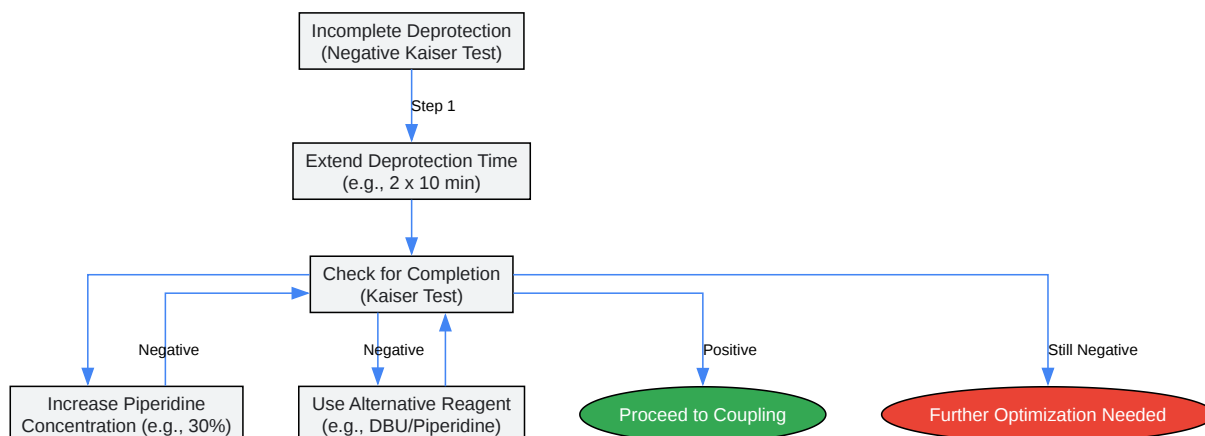 Incomplete Deprotection
(Negative Kaiser Test)
Step 1
Extend Deprotection Time
(e.g., 2 x 10 min)
Check for Completion
(Kaiser Test)
Negative
Negative
Positive
Still Negative
Increase Piperidine
Concentration (e.g., 30%)
Use Alternative Reagent
(e.g., DBU/Piperidine)
Proceed to Coupling
Further Optimization Needed